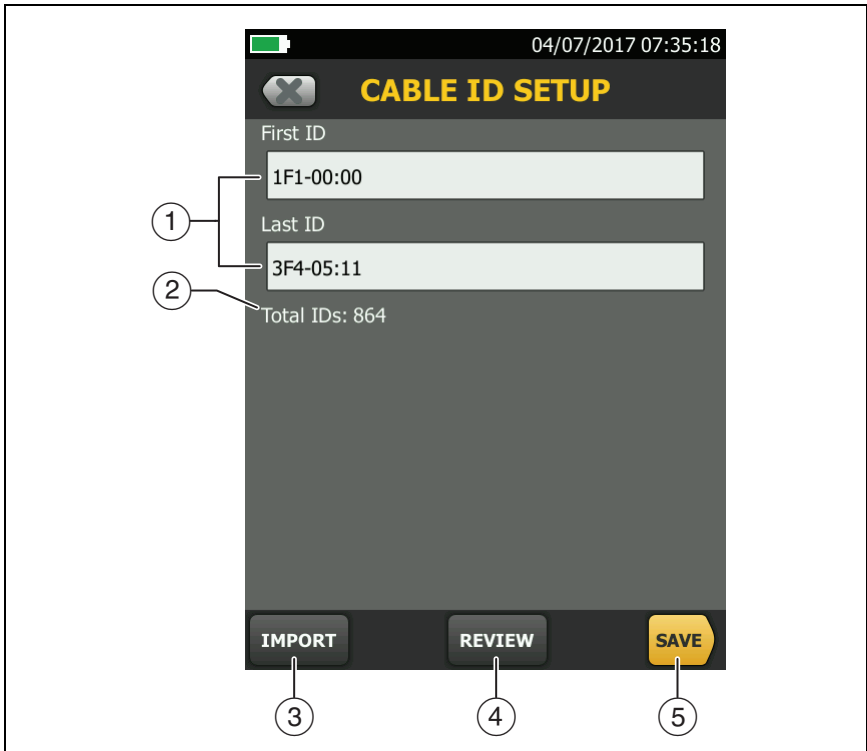 04/07/2017 07:35:18
CABLE ID SETUP
First ID
1F1-00:00
1
Last ID
3F4-05:11
2
Total IDs: 864
IMPORT REVIEW SAVE
3 4 5